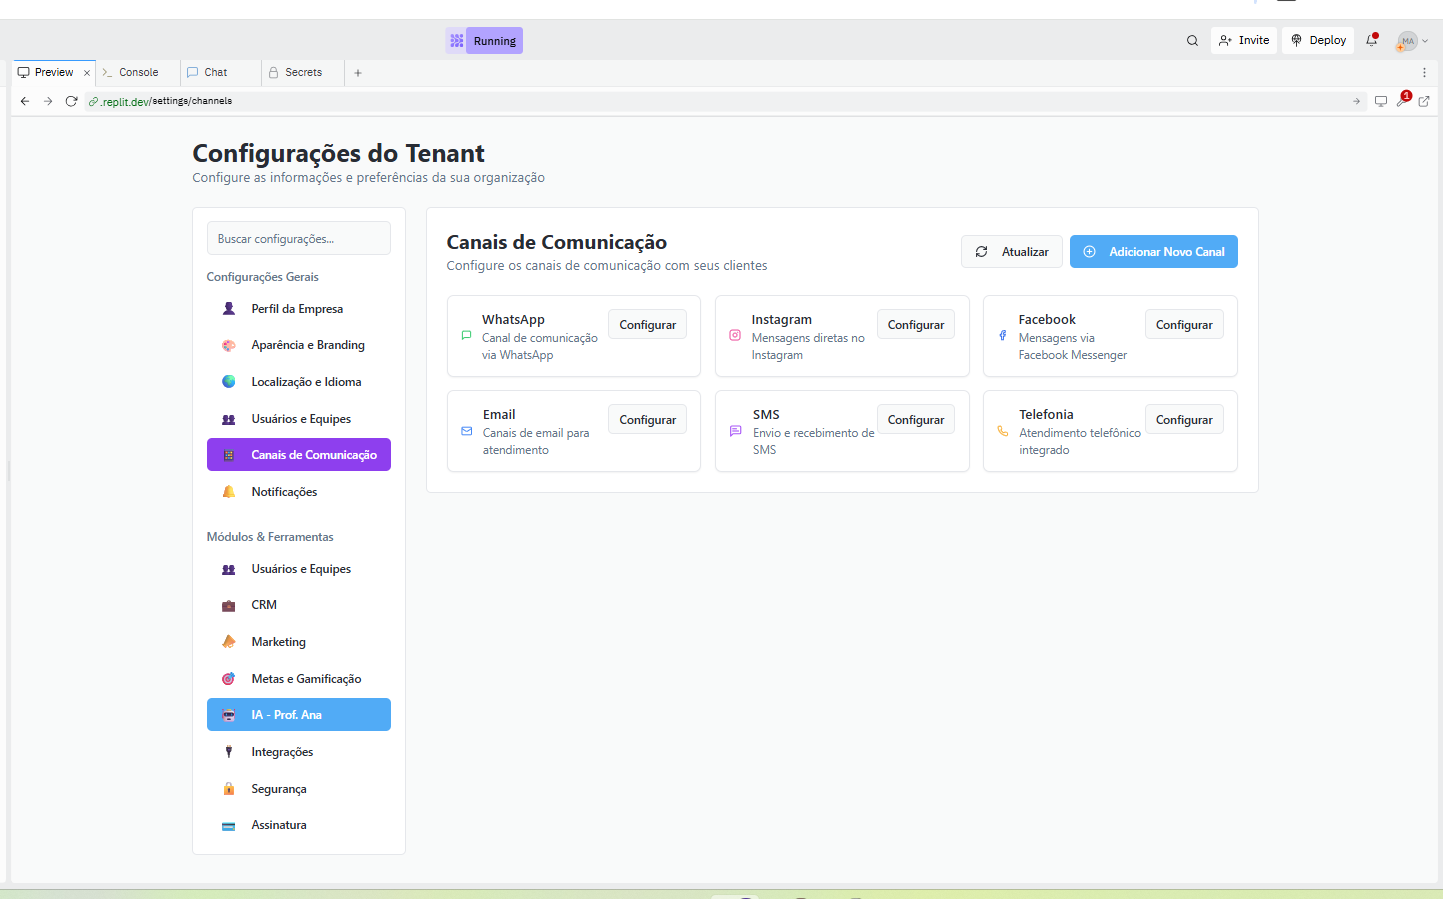 Running
Invite
Deploy
MA
Preview
Console
Chat
Secrets
.replit.dev/settings/channels
1
Configurações do Tenant
Configure as informações e preferências da sua organização
Buscar configurações...
Configurações Gerais
Perfil da Empresa
Aparência e Branding
Localização e Idioma
Usuários e Equipes
Canais de Comunicação
Notificações
Módulos & Ferramentas
Usuários e Equipes
CRM
Marketing
Metas e Gamificação
IA - Prof. Ana
Integrações
Segurança
Assinatura
Canais de Comunicação
Configure os canais de comunicação com seus clientes
Atualizar
Adicionar Novo Canal
WhatsApp
Canal de comunicação
via WhatsApp
Configurar
Instagram
Mensagens diretas no
Instagram
Configurar
Facebook
Mensagens via
Facebook Messenger
Configurar
Email
Canais de email para
atendimento
Configurar
SMS
Envio e recebimento de
SMS
Configurar
Telefonia
Atendimento telefônico
integrado
Configurar